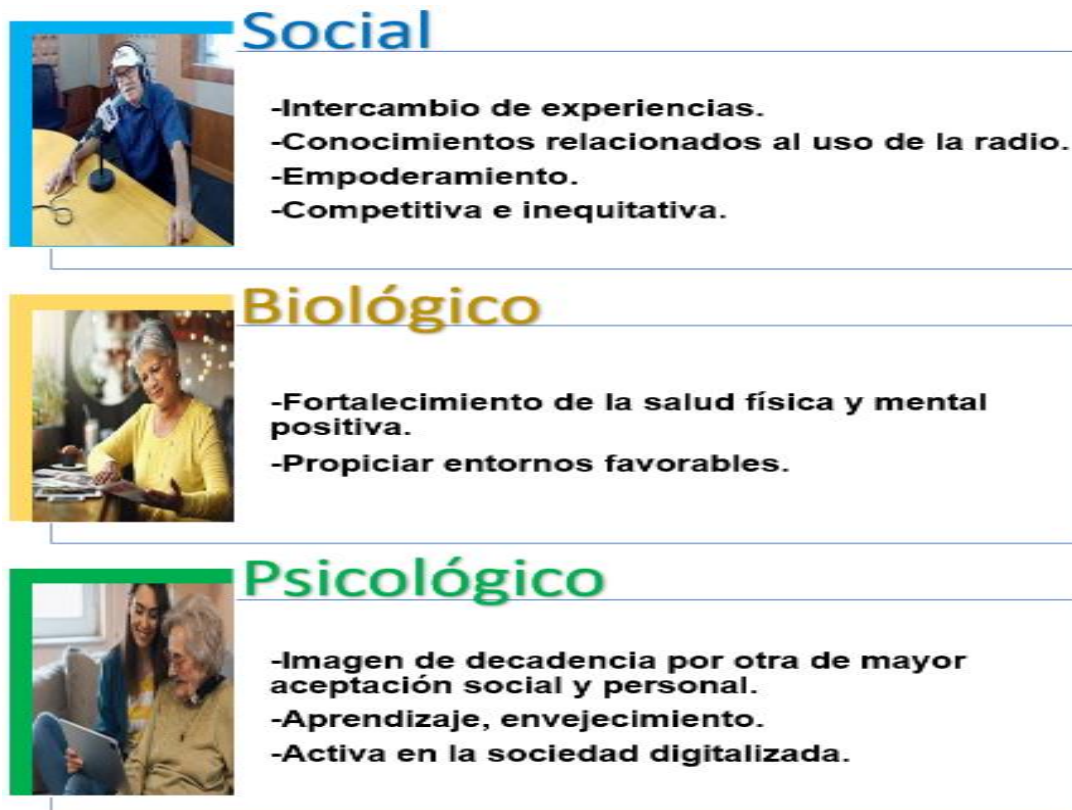 Social
-Intercambio de experiencias.
-Conocimientos relacionados al uso de la radio.
-Empoderamiento.
-Competitiva e inequitativa.
Biológico
-Fortalecimiento de la salud física y mental
positiva.
-Propiciar entornos favorables.
Psicológico
-Imagen de decadencia por otra de mayor
aceptación social y personal.
-Aprendizaje, envejecimiento.
-Activa en la sociedad digitalizada.